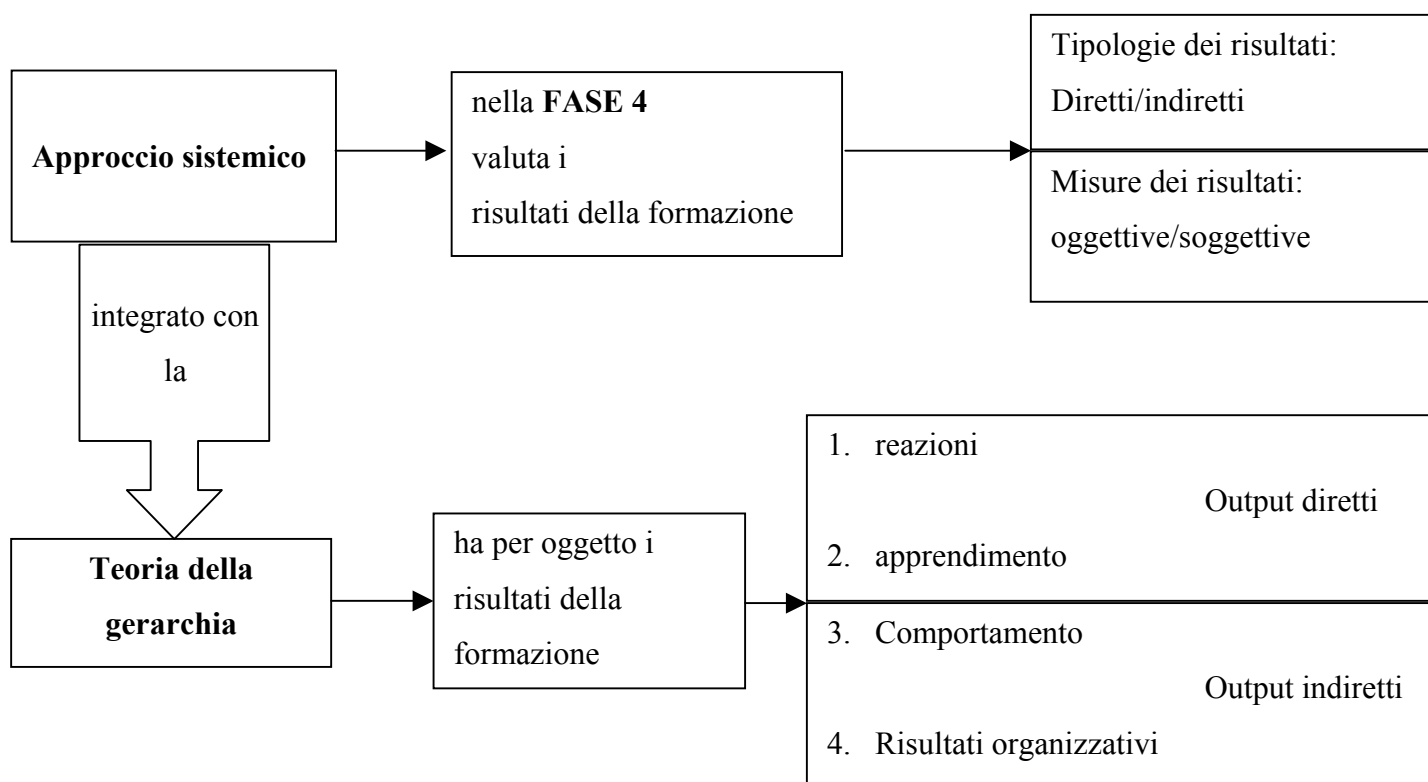 Approccio sistemico
nella FASE 4
valuta i
risultati della formazione
Tipologie dei risultati:
Diretti/indiretti
Misure dei risultati:
oggettive/soggettive
integrato con
la
Teoria della
gerarchia
ha per oggetto i
risultati della
formazione
1. reazioni
Output diretti
2. apprendimento
3. Comportamento
Output indiretti
4. Risultati organizzativi